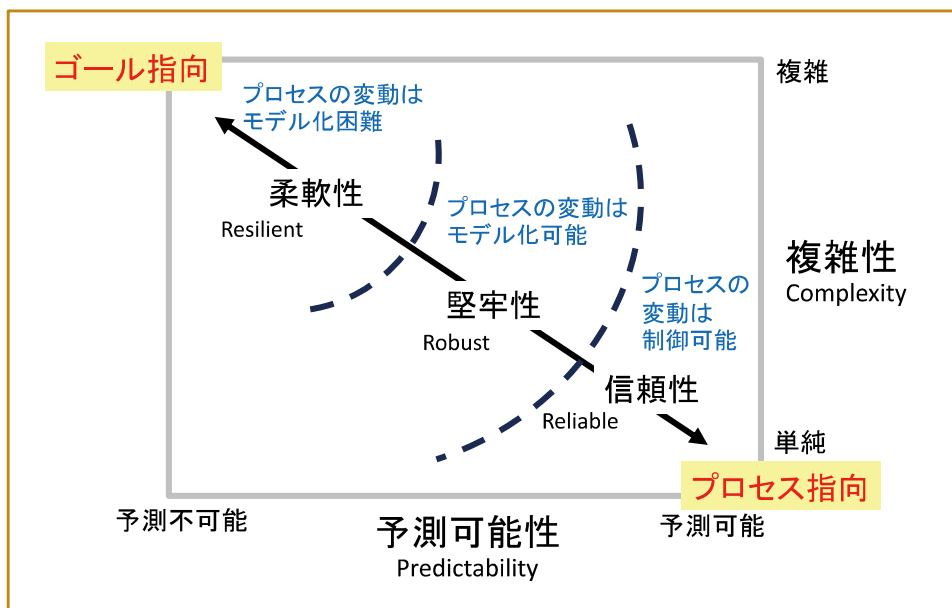 ゴール指向
複雑
プロセスの変動は
モデル化困難
柔軟性
Resilient
プロセスの変動は
モデル化可能
複雑性
Complexity
プロセスの
変動は
制御可能
堅牢性
Robust
信頼性
Reliable
単純
プロセス指向
予測不可能
予測可能性
Predictability
予測可能